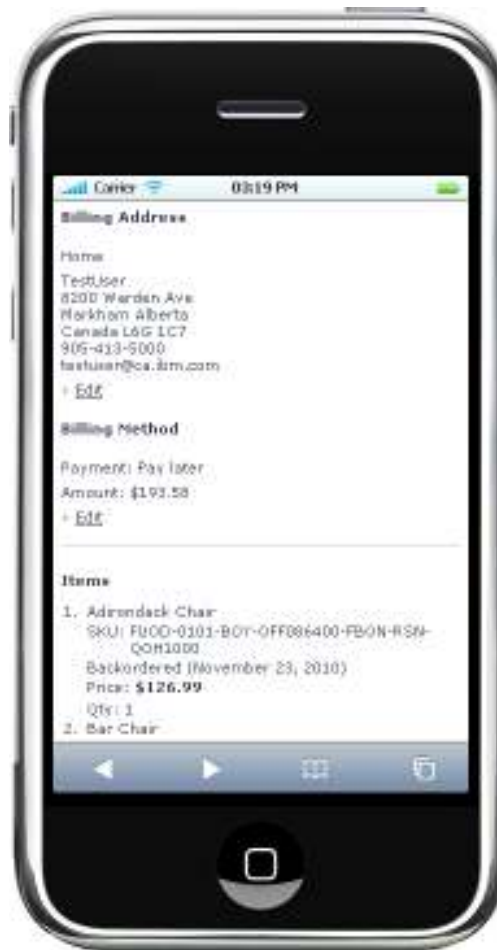 Carrier 03:19 PM
Billing Address
Home
TestUser
8200 Warden Ave
Markham Alberta
Canada L6G 1C7
905-413-5000
testuser@ca.ibm.com
Edit
Billing Method
Payment: Pay later
Amount: $193.58
Edit
Items
1. Adirondack Chair
SKU: FUOD-0101-BOY-OFF086400-FBON-RSN-
QOH1000
Backordered (November 23, 2010)
Price: $126.99
Qty: 1
2. Bar Chair